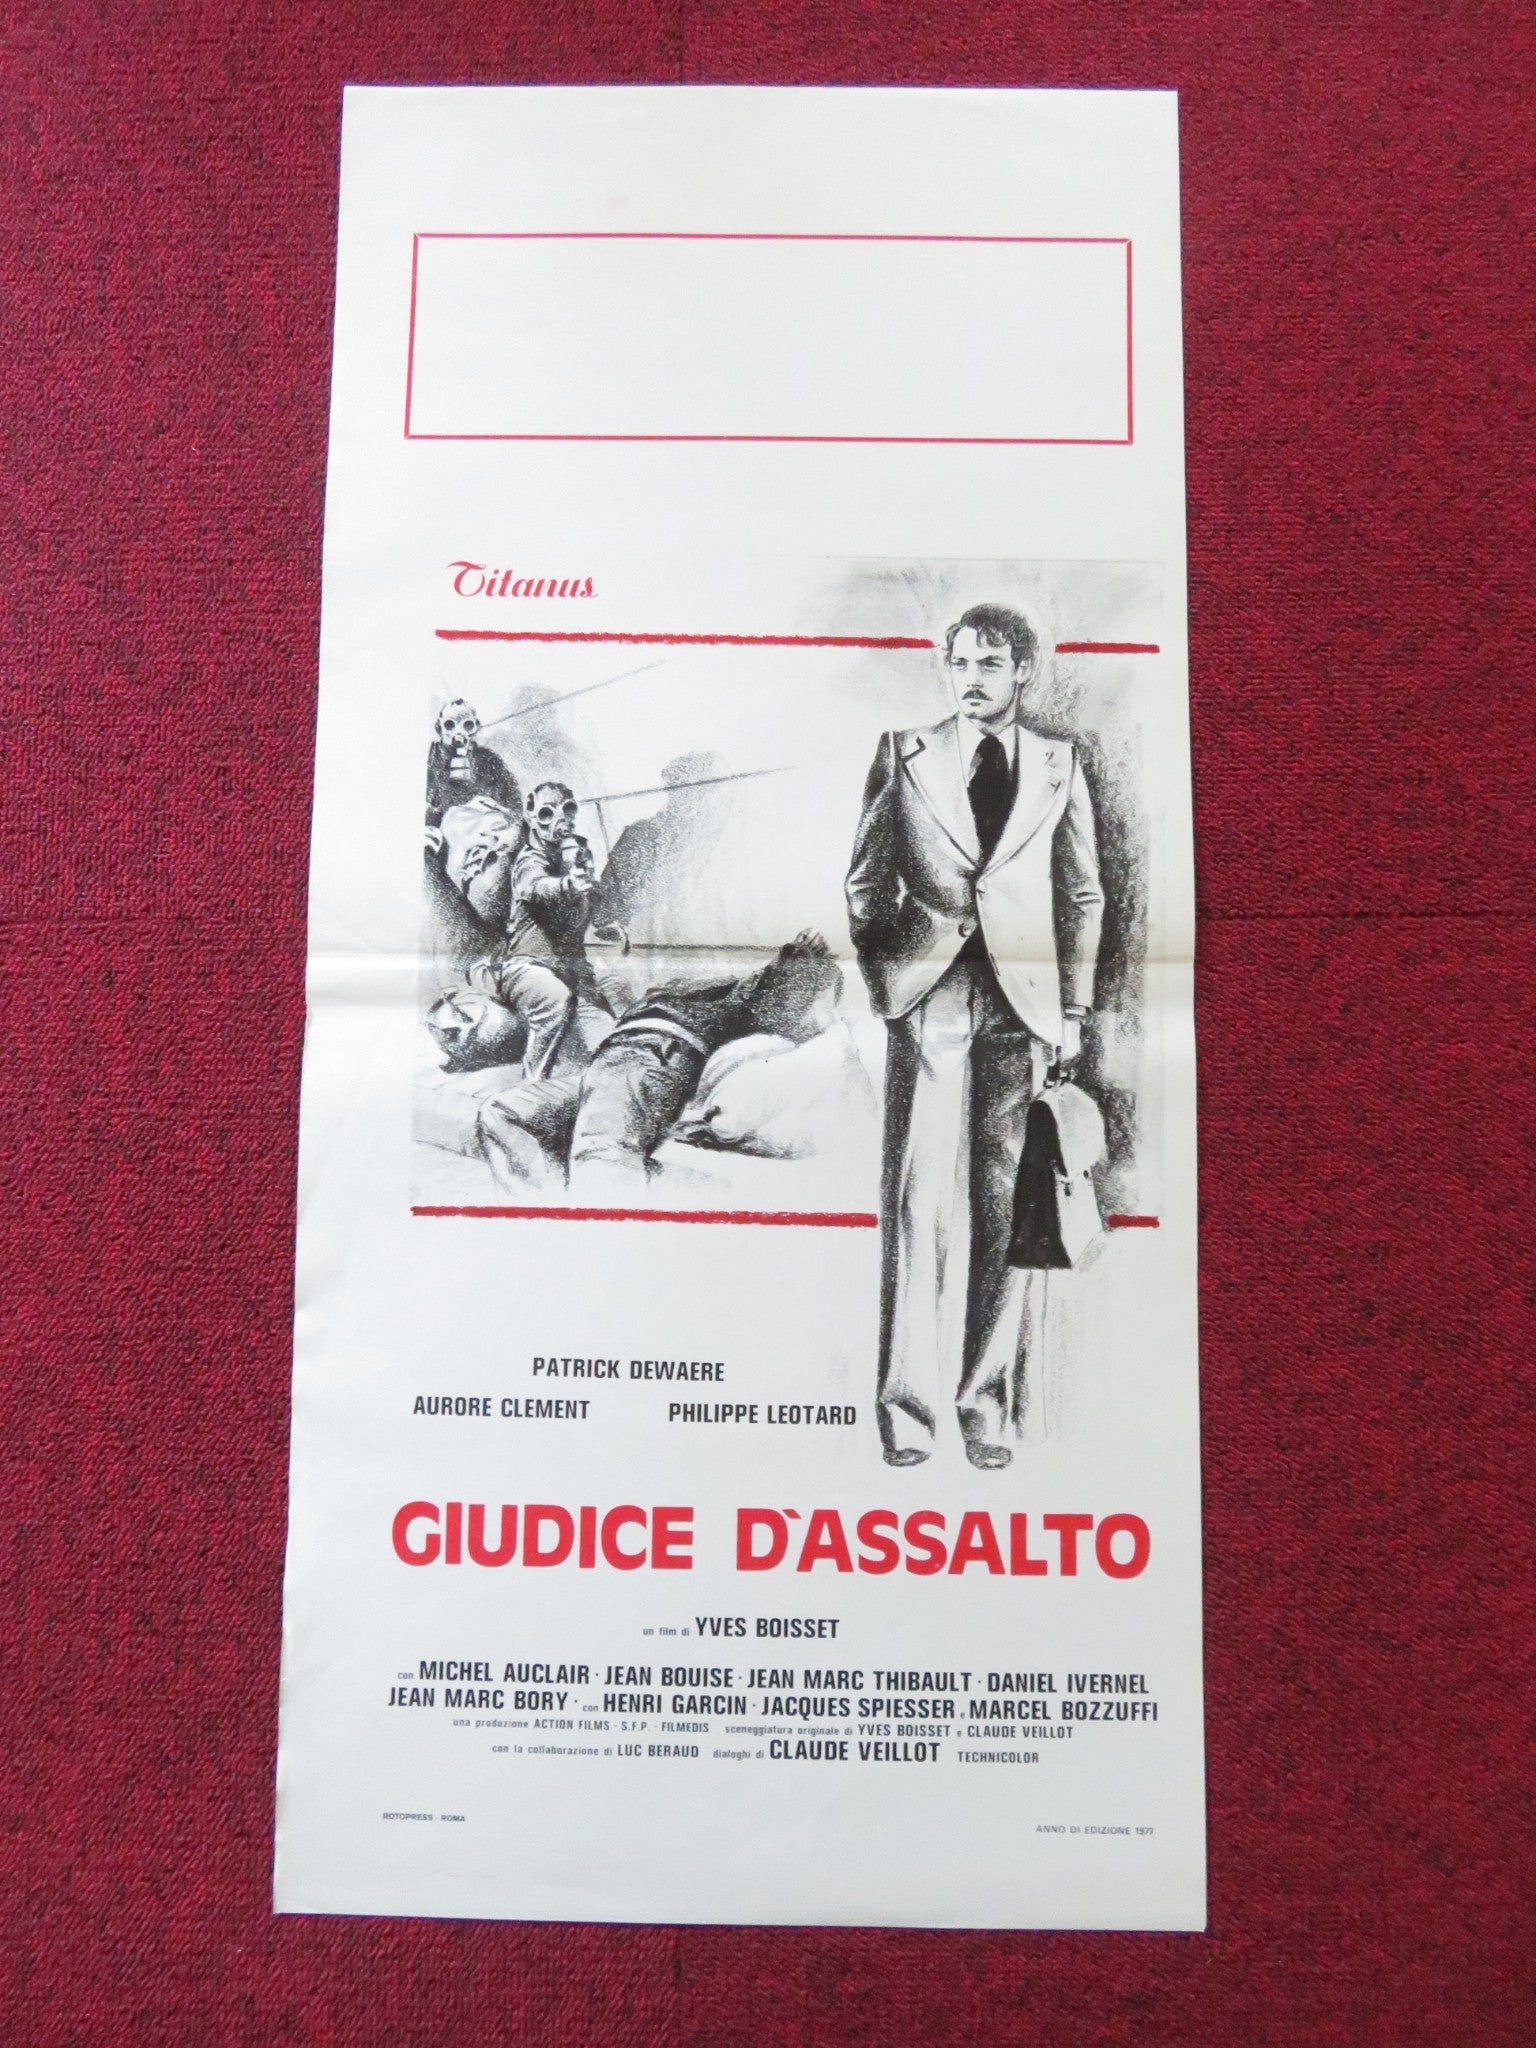 Titanus
PATRICK DEWAERE
AURORE CLEMENT PHILIPPE LEOTARD
GIUDICE D`ASSALTO
un film di YVES BOISSET
con MICHEL AUCLAIR · JEAN BOUISE · JEAN MARC THIBAULT · DANIEL IVERNEL
JEAN MARC BORY · con HENRI GARCIN · JACQUES SPIESSER e MARCEL BOZZUFFI
una produzione ACTION FILMS - S.F.P. - FILMEDIS sceneggiatura originale di YVES BOISSET e CLAUDE VEILLOT
con la collaborazione di LUC BERAUD dialoghi di CLAUDE VEILLOT TECHNICOLOR
ROTOPRESS - ROMA
ANNO DI EDIZIONE 1977